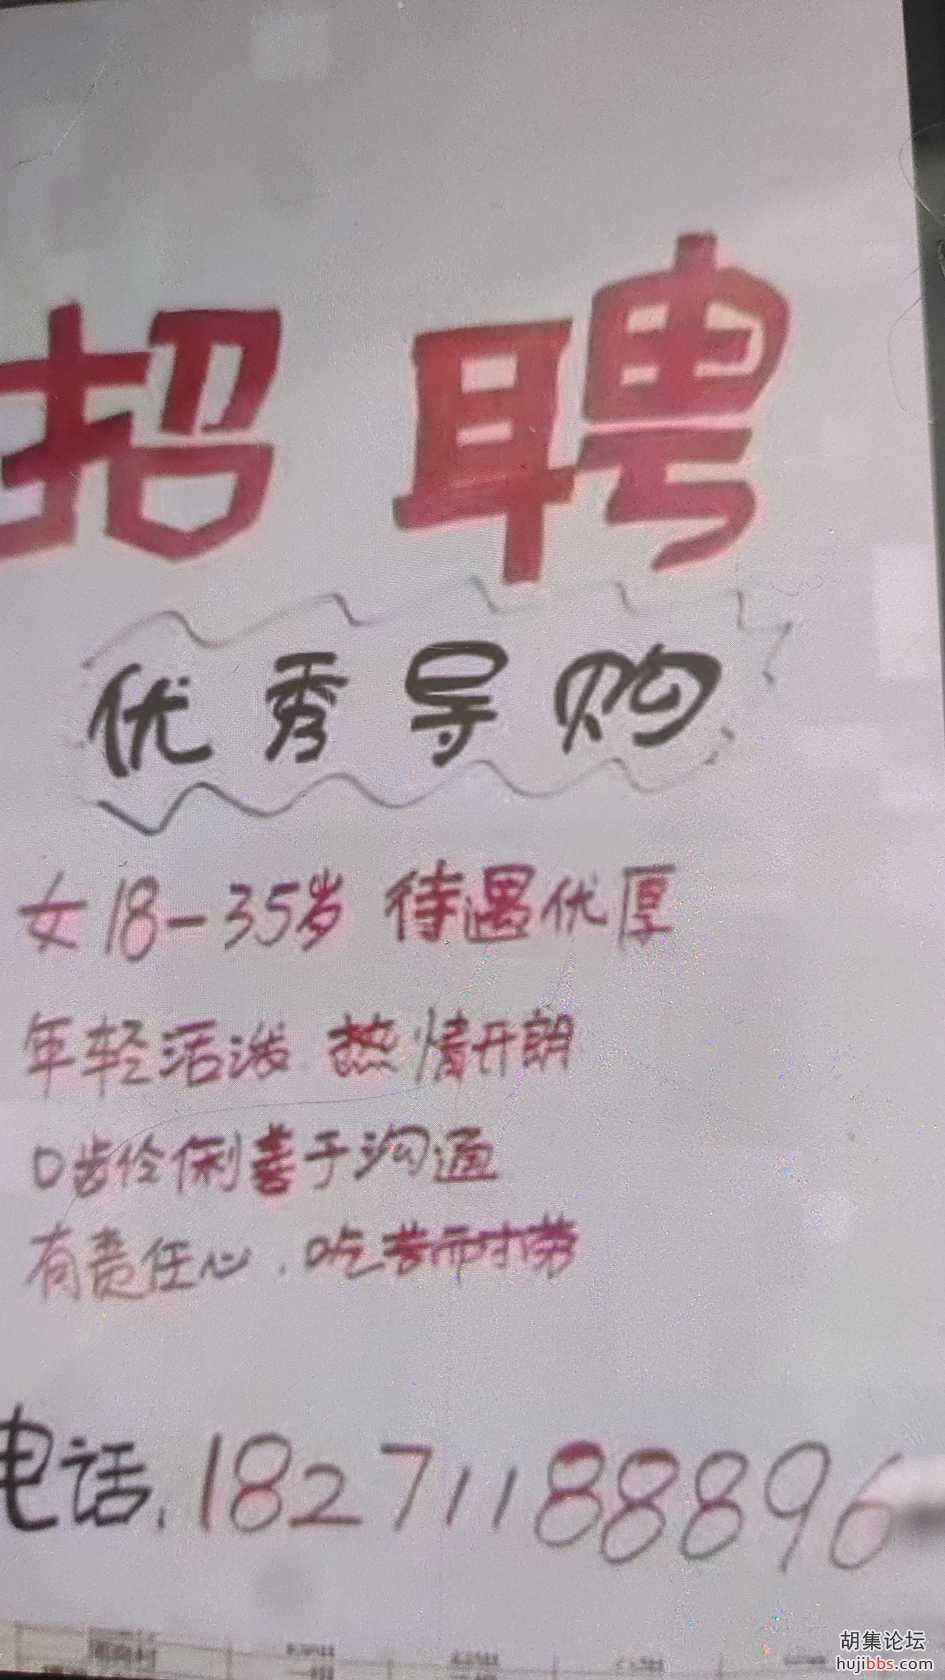 招聘
优秀导购
女18-35岁 待遇优厚
年轻活泼 热情开朗
口齿伶俐善于沟通
有责任心，吃苦耐劳
电话，18271188896
胡集论坛
hujibbs.com